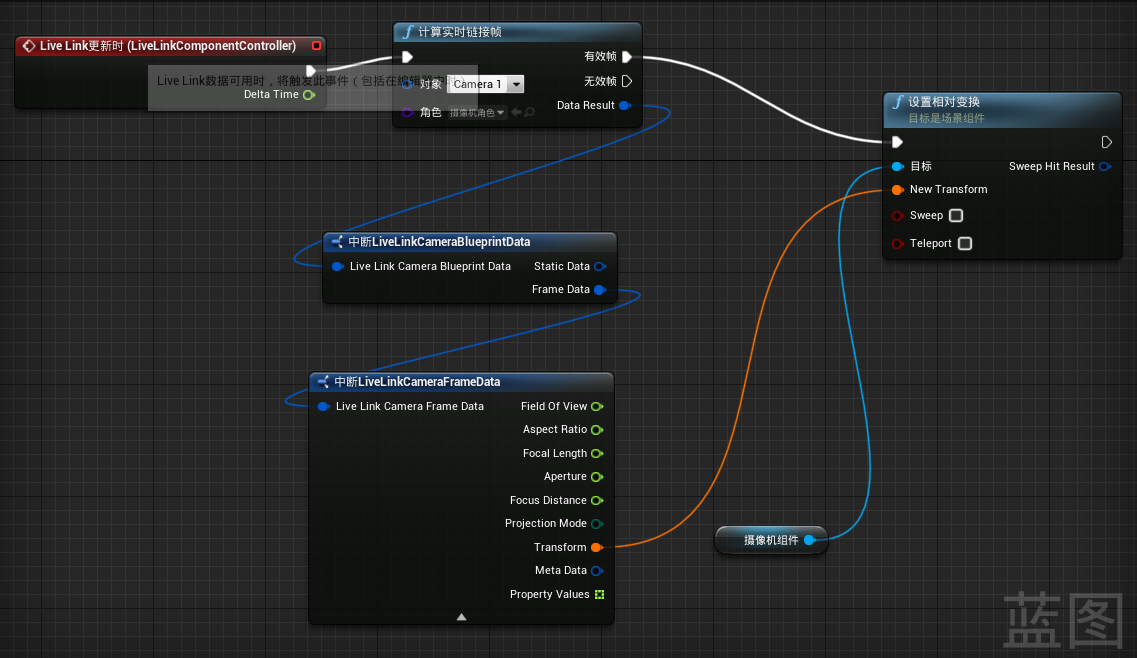 Live Link更新时 (LiveLinkComponentController)
Live Link数据可用时，将触发此事件（包括在编辑器中时）
Delta Time
计算实时链接帧
有效帧
对象 Camera 1
无效帧
角色 摄像机角色
Data Result
设置相对变换
目标是场景组件
目标
Sweep Hit Result
New Transform
Sweep
Teleport
中断LiveLinkCameraBlueprintData
Live Link Camera Blueprint Data
Static Data
Frame Data
中断LiveLinkCameraFrameData
Live Link Camera Frame Data
Field Of View
Aspect Ratio
Focal Length
Aperture
Focus Distance
Projection Mode
Transform
Meta Data
Property Values
摄像机组件
蓝图